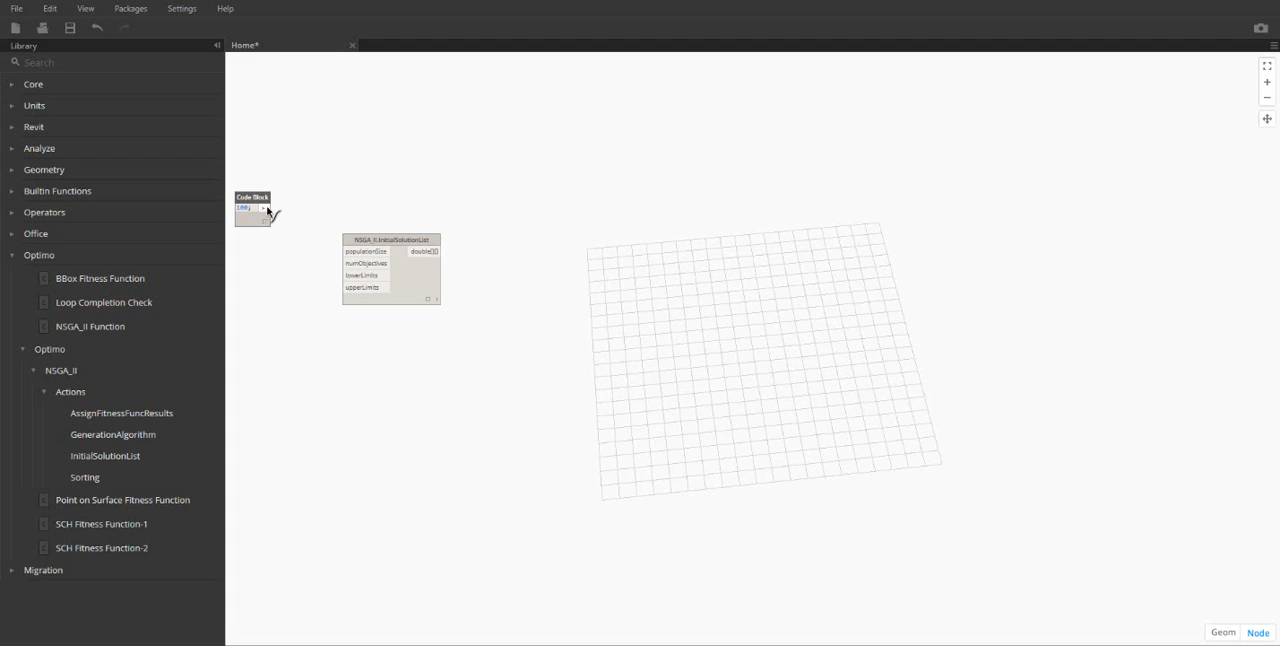 File Edit View Packages Settings Help
Library
Home*
Search
Core
Units
Revit
Analyze
Geometry
Builtin Functions
Operators
Office
Optimo
BBox Fitness Function
Loop Completion Check
NSGA_II Function
Optimo
NSGA_II
Actions
AssignFitnessFuncResults
GenerationAlgorithm
InitialSolutionList
Sorting
Point on Surface Fitness Function
SCH Fitness Function-1
SCH Fitness Function-2
Migration
Code Block
100;
NSGA_II.InitialSolutionList
populationSize double[][]
numObjectives
lowerLimits
upperLimits
Geom Node